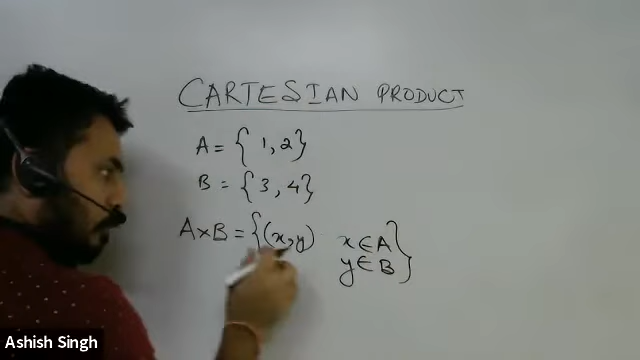 CARTESIAN PRODUCT
A = { 1, 2 }
B = { 3, 4 }
A×B = { (x, y) x ∈ A
y ∈ B }
Ashish Singh